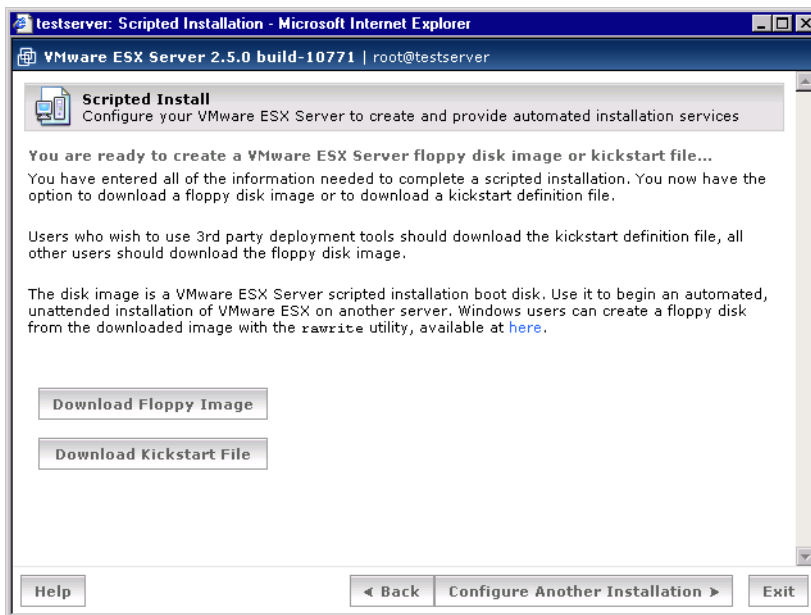 testserver: Scripted Installation - Microsoft Internet Explorer
VMware ESX Server 2.5.0 build-10771 | root@testserver
Scripted Install
Configure your VMware ESX Server to create and provide automated installation services
You are ready to create a VMware ESX Server floppy disk image or kickstart file...
You have entered all of the information needed to complete a scripted installation. You now have the
option to download a floppy disk image or to download a kickstart definition file.
Users who wish to use 3rd party deployment tools should download the kickstart definition file, all
other users should download the floppy disk image.
The disk image is a VMware ESX Server scripted installation boot disk. Use it to begin an automated,
unattended installation of VMware ESX on another server. Windows users can create a floppy disk
from the downloaded image with the rawrite utility, available at here.
Download Floppy Image
Download Kickstart File
Help
Back
Configure Another Installation
Exit